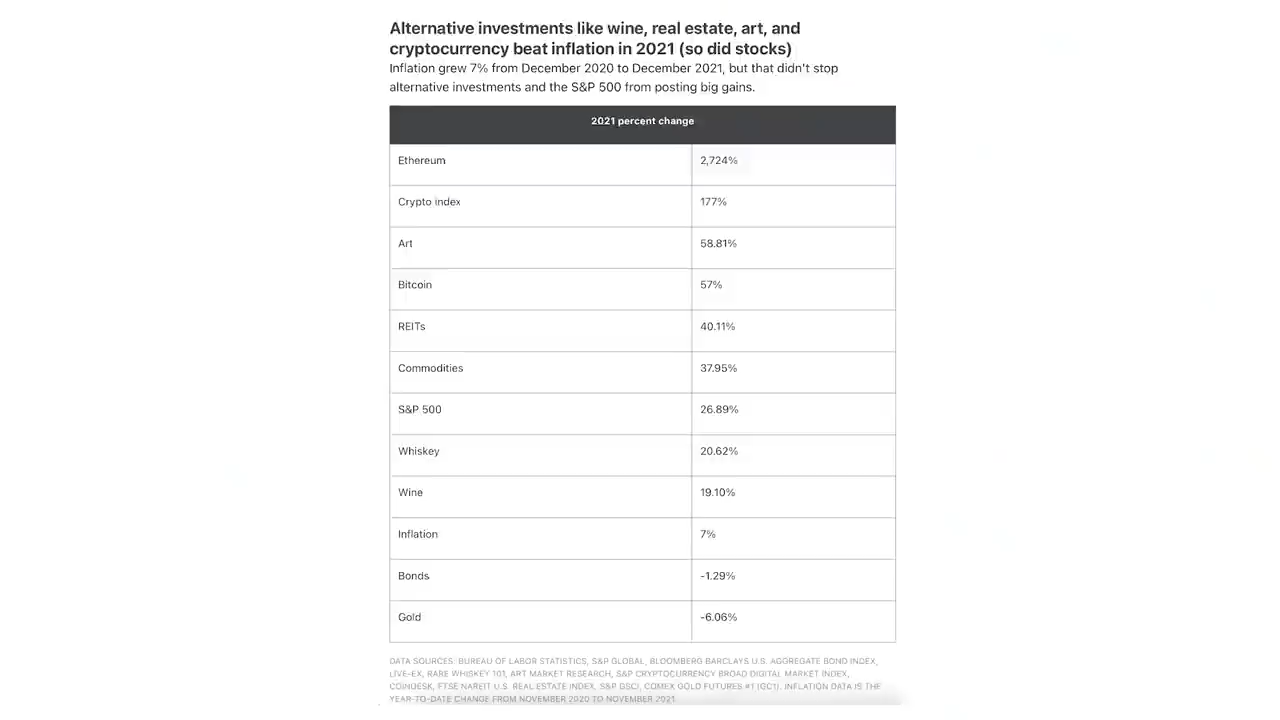 Alternative investments like wine, real estate, art, and
cryptocurrency beat inflation in 2021 (so did stocks)
Inflation grew 7% from December 2020 to December 2021, but that didn't stop
alternative investments and the S&P 500 from posting big gains.
2021 percent change
Ethereum 2,724%
Crypto index 177%
Art 58.81%
Bitcoin 57%
REITs 40.11%
Commodities 37.95%
S&P 500 26.89%
Whiskey 20.62%
Wine 19.10%
Inflation 7%
Bonds -1.29%
Gold -6.06%
DATA SOURCES: BUREAU OF LABOR STATISTICS, S&P GLOBAL, BLOOMBERG BARCLAYS U.S. AGGREGATE BOND INDEX,
LIVE-EX, RARE WHISKEY 101, ART MARKET RESEARCH, S&P CRYPTOCURRENCY BROAD DIGITAL MARKET INDEX,
COINDESK, FTSE NAREIT U.S. REAL ESTATE INDEX, S&P GSCI, COMEX GOLD FUTURES #1 (GC1). INFLATION DATA IS THE
YEAR-TO-DATE CHANGE FROM NOVEMBER 2020 TO NOVEMBER 2021.